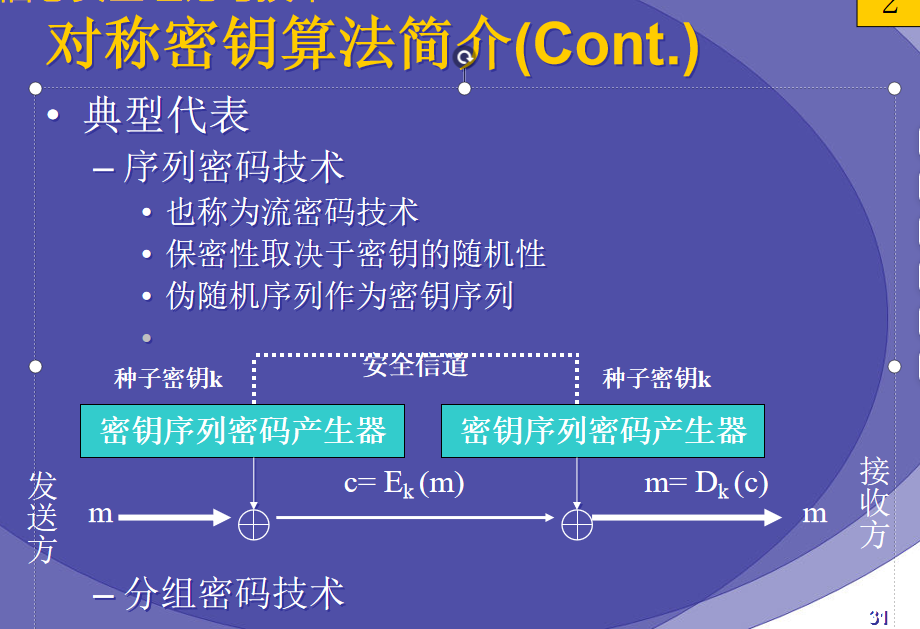 对称密钥算法简介(Cont.)
2
• 典型代表
– 序列密码技术
• 也称为流密码技术
• 保密性取决于密钥的随机性
• 伪随机序列作为密钥序列
安全信道
种子密钥k
种子密钥k
密钥序列密码产生器
密钥序列密码产生器
c= Ek (m)
m= Dk (c)
发送方
m
m
接收方
– 分组密码技术
31